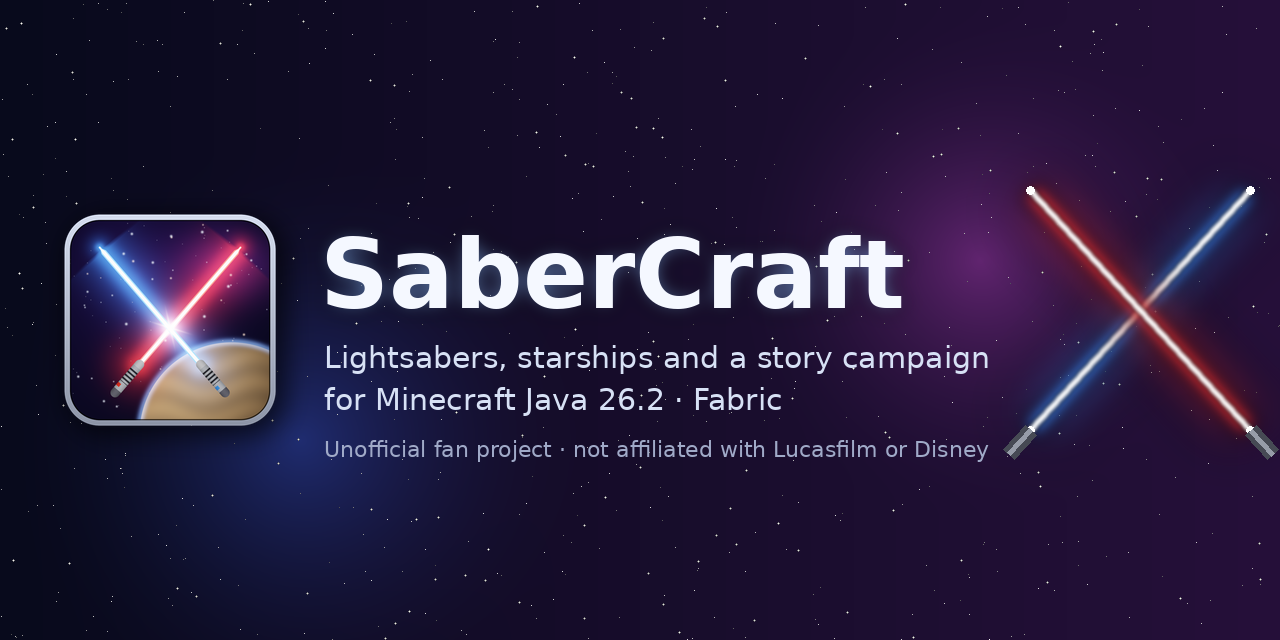 SaberCraft
Lightsabers, starships and a story campaign
for Minecraft Java 26.2 · Fabric
Unofficial fan project · not affiliated with Lucasfilm or Disney